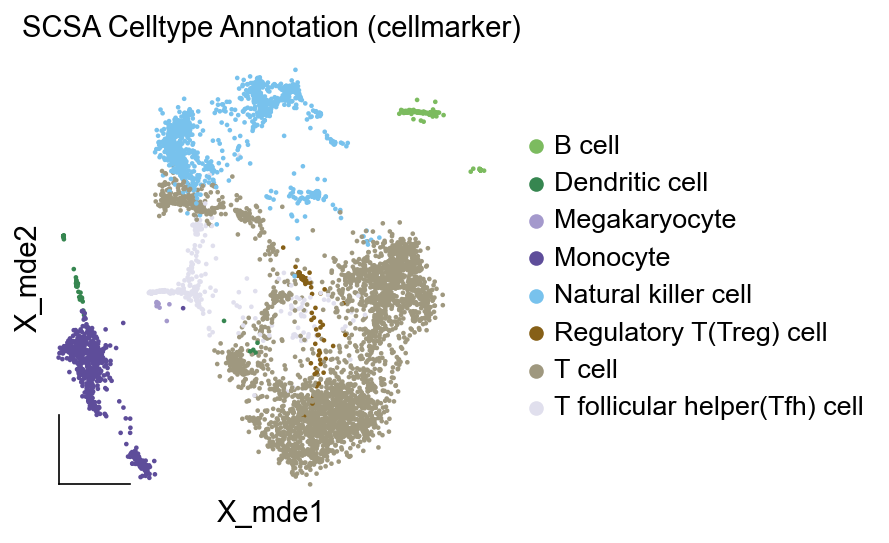 SCSA Celltype Annotation (cellmarker)
X_mde2
X_mde1
B cell
Dendritic cell
Megakaryocyte
Monocyte
Natural killer cell
Regulatory T(Treg) cell
T cell
T follicular helper(Tfh) cell